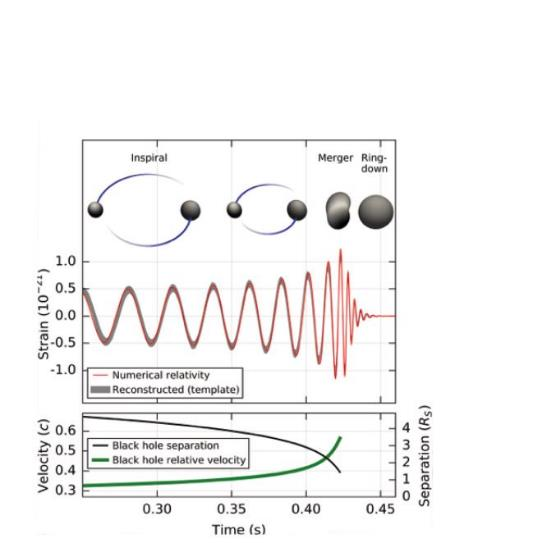 Inspiral
Merger
Ring-
down
1.0
0.5
0.0
-0.5
-1.0
Strain (10⁻²¹)
Numerical relativity
Reconstructed (template)
0.6
0.5
0.4
0.3
Velocity (c)
Black hole separation
Black hole relative velocity
4
3
2
1
0
Separation (R_S)
0.30
0.35
0.40
0.45
Time (s)